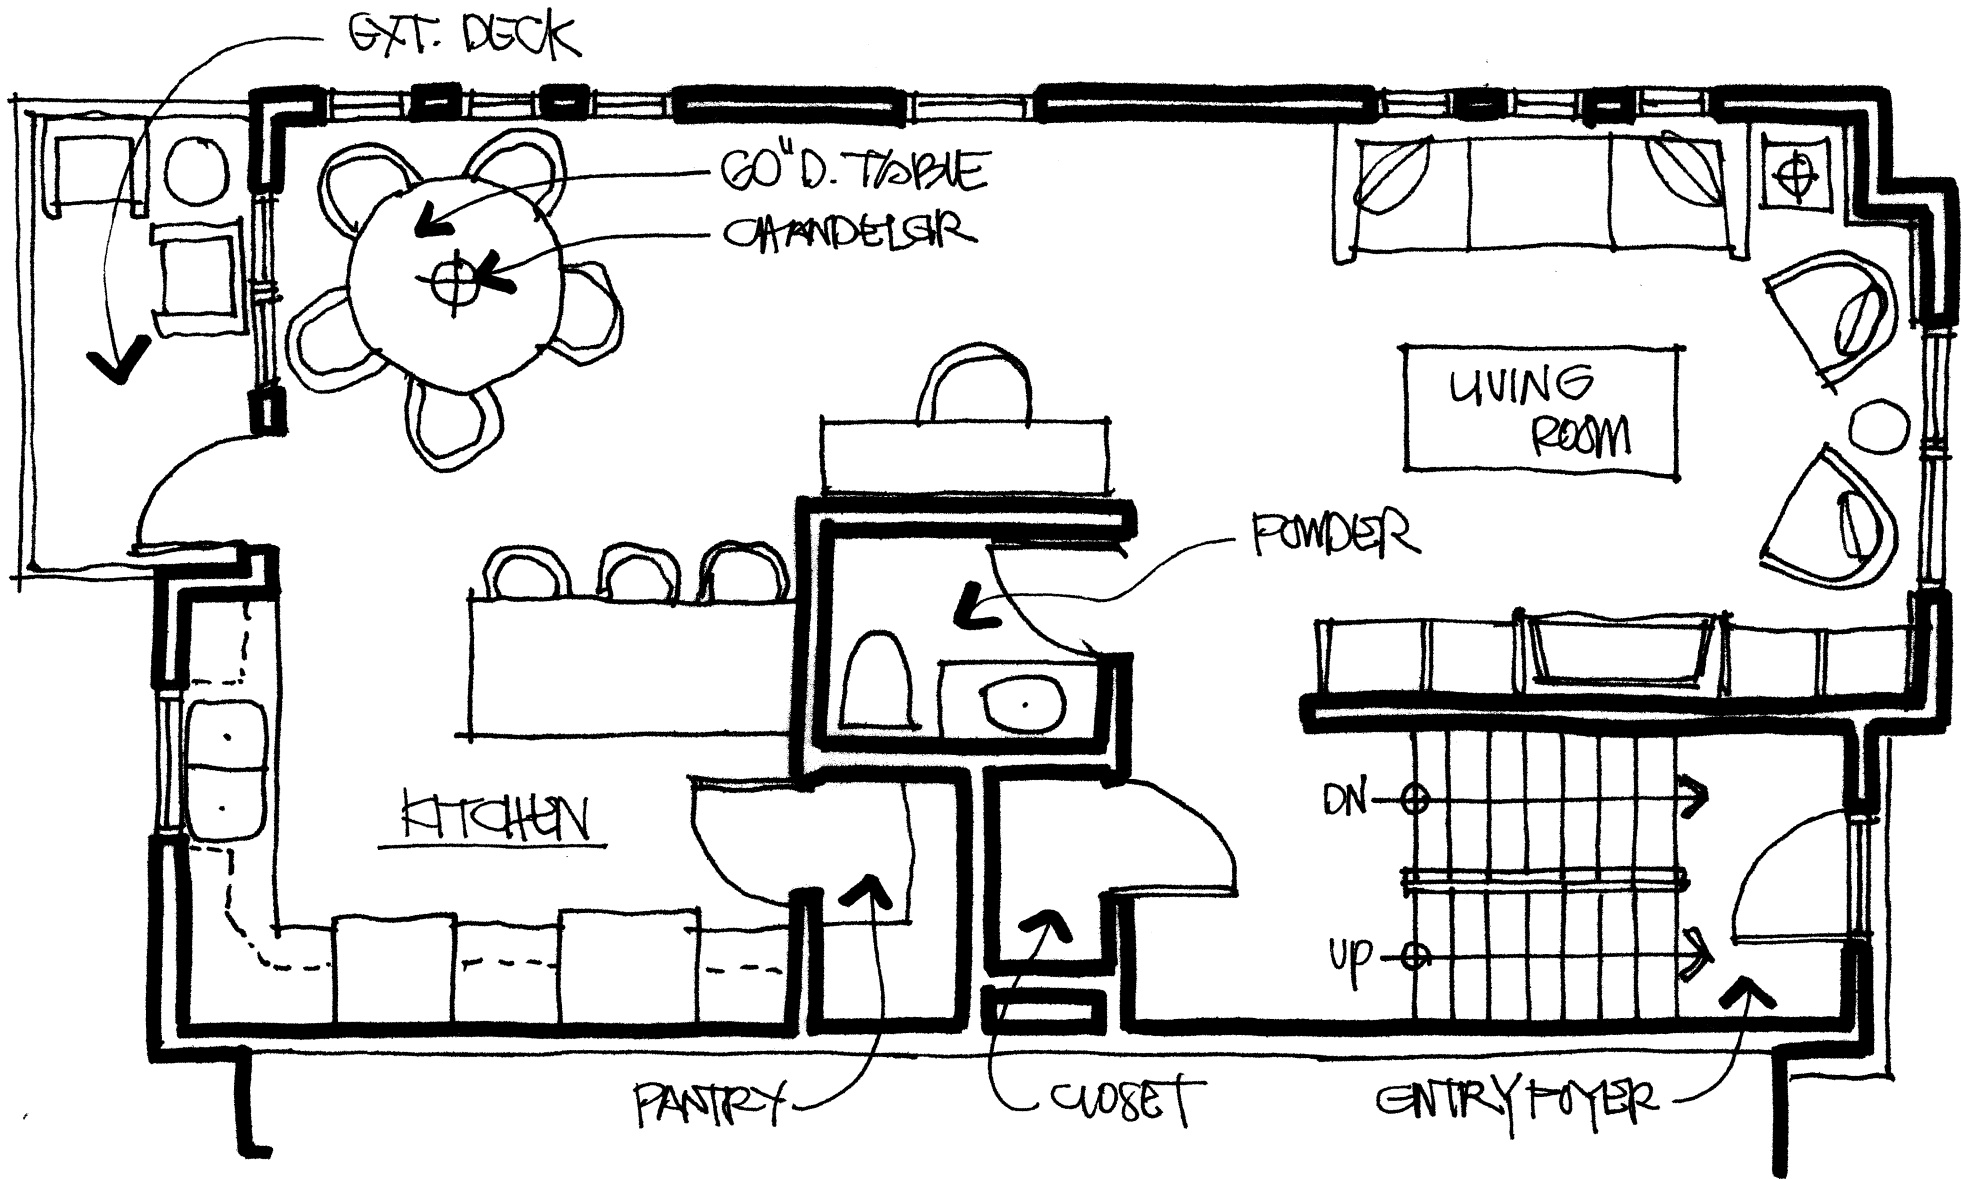 EXT. DECK
60"D. TABLE
CHANDELIER
LIVING
ROOM
POWDER
KITCHEN
DN
UP
PANTRY
CLOSET
ENTRY FOYER